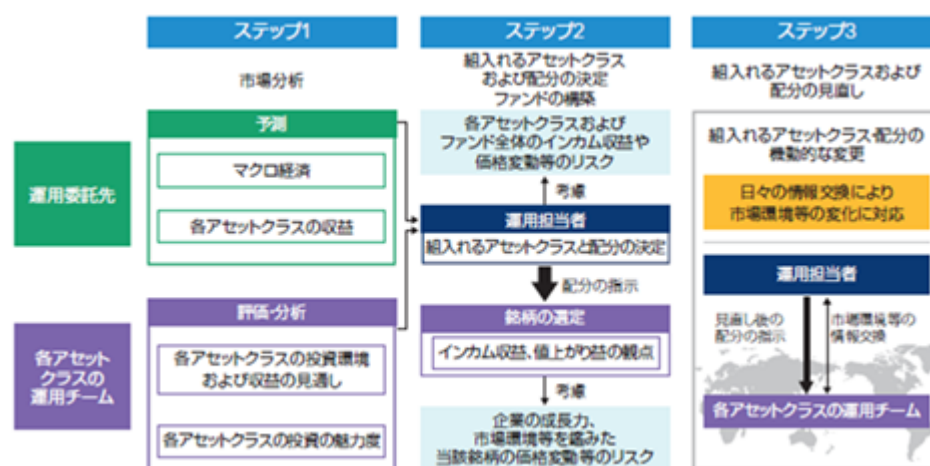 ステップ1
市場分析
運用委託先
予測
マクロ経済
各アセットクラスの収益
各アセット
クラスの
運用チーム
評価・分析
各アセットクラスの投資環境
および収益の見通し
各アセットクラスの投資の魅力度
ステップ2
組入れるアセットクラス
および配分の決定
ファンドの構築
各アセットクラスおよび
ファンド全体のインカム収益や
価格変動等のリスク
考慮
運用担当者
組入れるアセットクラスと配分の決定
配分の指示
銘柄の選定
インカム収益、値上がり益の観点
考慮
企業の成長力、
市場環境等を鑑みた
当該銘柄の価格変動等のリスク
ステップ3
組入れるアセットクラスおよび
配分の見直し
組入れるアセットクラス・配分の
機動的な変更
日々の情報交換により
市場環境等の変化に対応
運用担当者
見直し後の
配分の指示
市場環境等の
情報交換
各アセットクラスの運用チーム